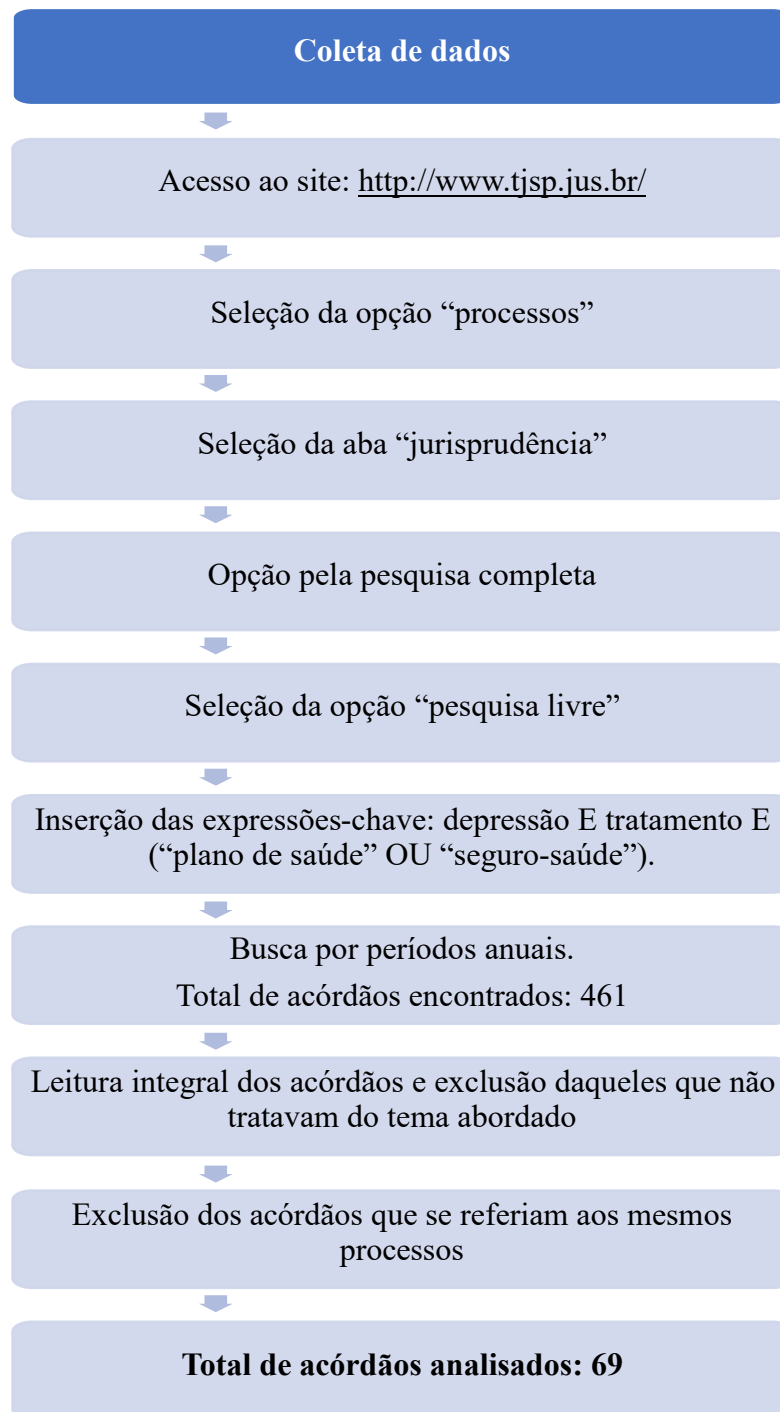 Coleta de dados
Acesso ao site: http://www.tjsp.jus.br/
Seleção da opção “processos”
Seleção da aba “jurisprudência”
Opção pela pesquisa completa
Seleção da opção “pesquisa livre”
Inserção das expressões-chave: depressão E tratamento E
(“plano de saúde” OU “seguro-saúde”).
Busca por períodos anuais.
Total de acórdãos encontrados: 461
Leitura integral dos acórdãos e exclusão daqueles que não
tratavam do tema abordado
Exclusão dos acórdãos que se referiam aos mesmos
processos
Total de acórdãos analisados: 69